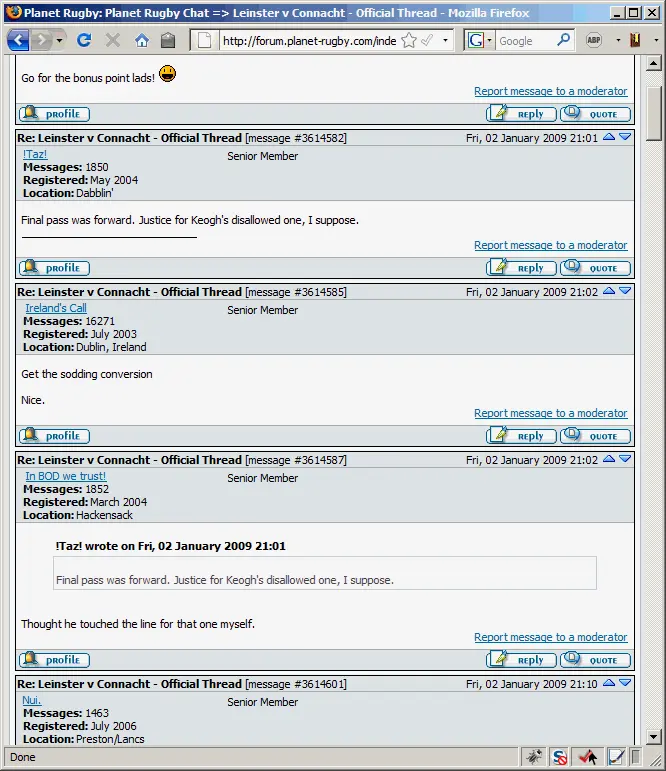 Planet Rugby: Planet Rugby Chat => Leinster v Connacht - Official Thread - Mozilla Firefox
http://forum.planet-rugby.com/inde
G Google ABP
Go for the bonus point lads!
Report message to a moderator
PROFILE REPLY QUOTE
Re: Leinster v Connacht - Official Thread [message #3614582] Fri, 02 January 2009 21:01
!Taz! Senior Member
Messages: 1850
Registered: May 2004
Location: Dabblin'
Final pass was forward. Justice for Keogh's disallowed one, I suppose.
Report message to a moderator
PROFILE REPLY QUOTE
Re: Leinster v Connacht - Official Thread [message #3614585] Fri, 02 January 2009 21:02
Ireland's Call Senior Member
Messages: 16271
Registered: July 2003
Location: Dublin, Ireland
Get the sodding conversion
Nice.
Report message to a moderator
PROFILE REPLY QUOTE
Re: Leinster v Connacht - Official Thread [message #3614587] Fri, 02 January 2009 21:02
In BOD we trust! Senior Member
Messages: 1852
Registered: March 2004
Location: Hackensack
!Taz! wrote on Fri, 02 January 2009 21:01
Final pass was forward. Justice for Keogh's disallowed one, I suppose.
Thought he touched the line for that one myself.
Report message to a moderator
PROFILE REPLY QUOTE
Re: Leinster v Connacht - Official Thread [message #3614601] Fri, 02 January 2009 21:10
Nui. Senior Member
Messages: 1463
Registered: July 2006
Location: Preston/Lancs
Done